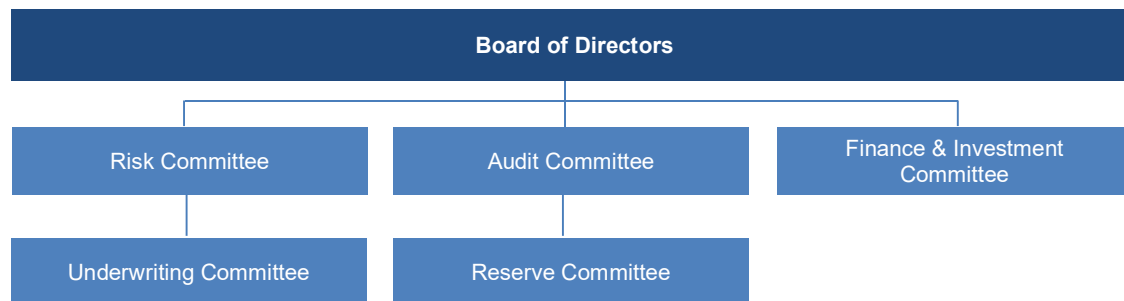 Board of Directors
Risk Committee
Audit Committee
Finance & Investment
Committee
Underwriting Committee
Reserve Committee